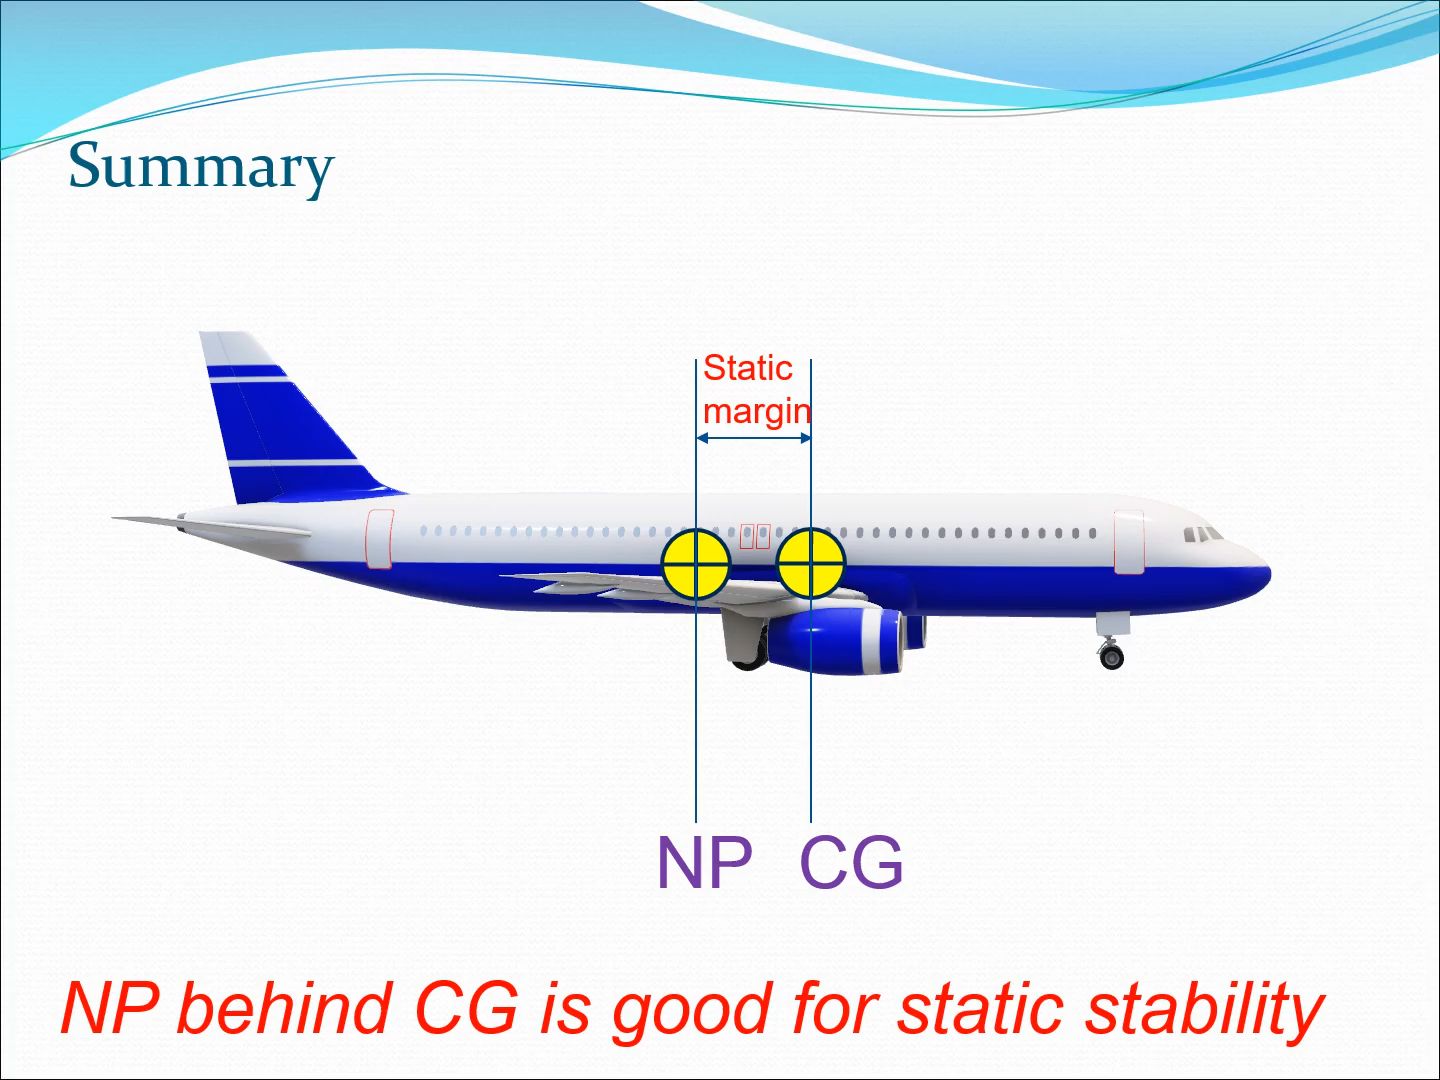 Summary
Static
margin
NP CG
NP behind CG is good for static stability